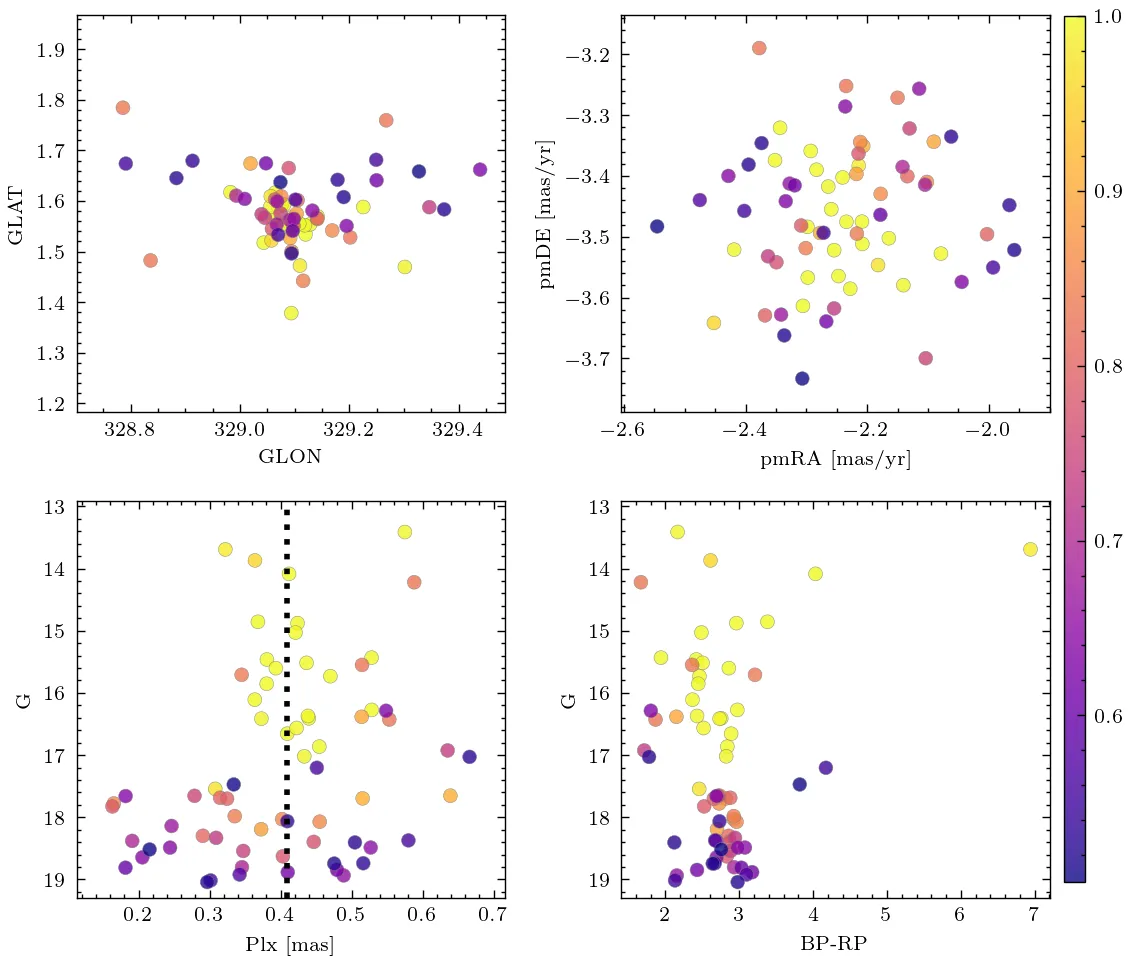 1.9
1.8
1.7
1.6
1.5
1.4
1.3
1.2
GLAT
328.8 329.0 329.2 329.4
GLON
−3.2
−3.3
−3.4
−3.5
−3.6
−3.7
pmDE [mas/yr]
−2.6 −2.4 −2.2 −2.0
pmRA [mas/yr]
1.0
0.9
0.8
0.7
0.6
13
14
15
16
17
18
19
G
0.2 0.3 0.4 0.5 0.6 0.7
Plx [mas]
13
14
15
16
17
18
19
G
2 3 4 5 6 7
BP-RP